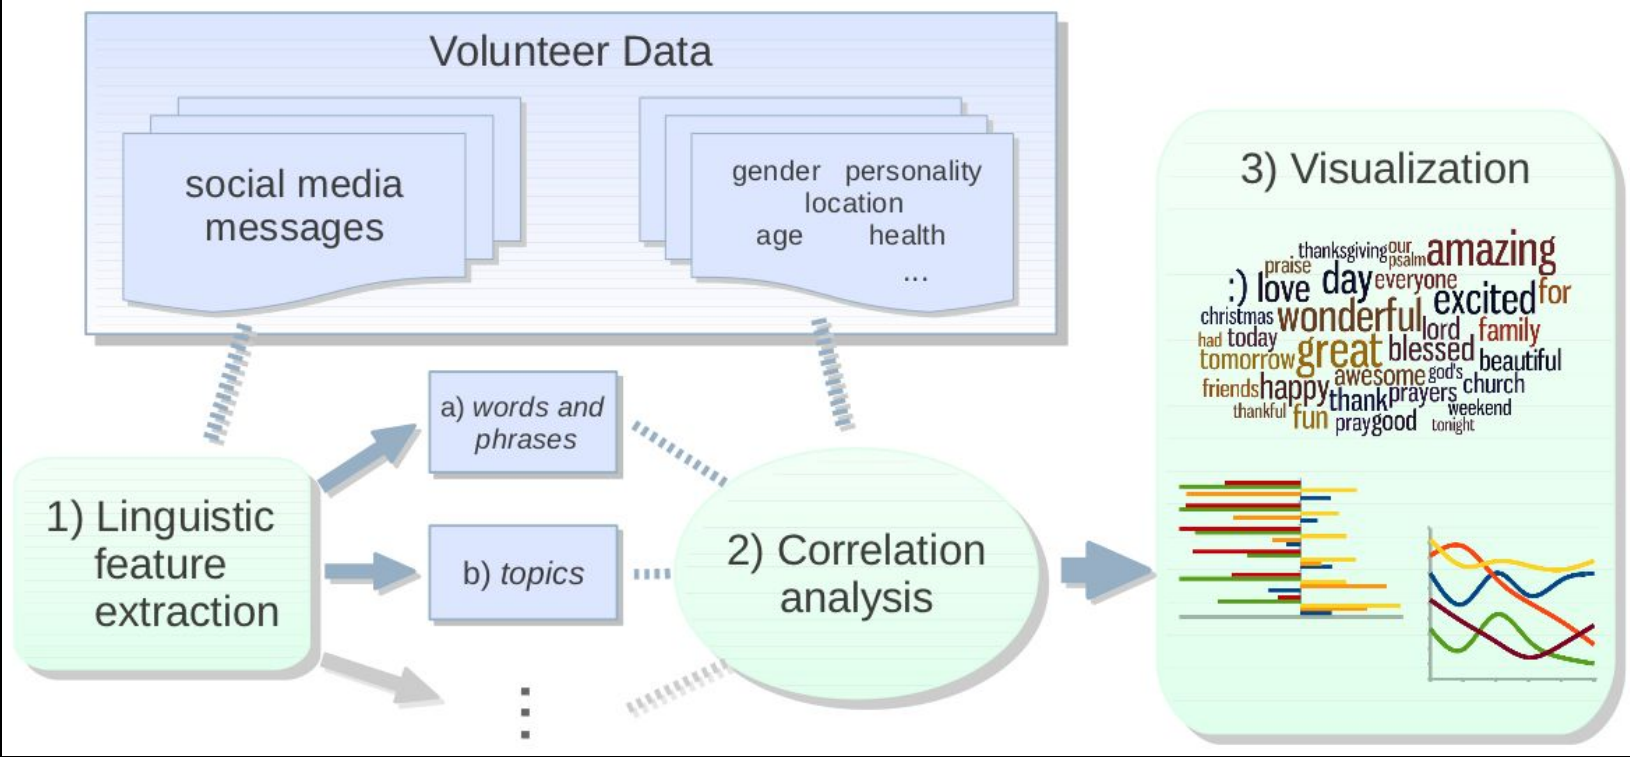 Volunteer Data
social media
messages
gender personality
location
age health
...
1) Linguistic
feature
extraction
a) words and
phrases
b) topics
2) Correlation
analysis
3) Visualization
thanksgiving our psalm amazing
praise
:) love day everyone excited for
christmas wonderful lord family
had today
tomorrow great blessed beautiful
friends happy awesome god's church
thank prayers
thankful fun pray good weekend
tonight